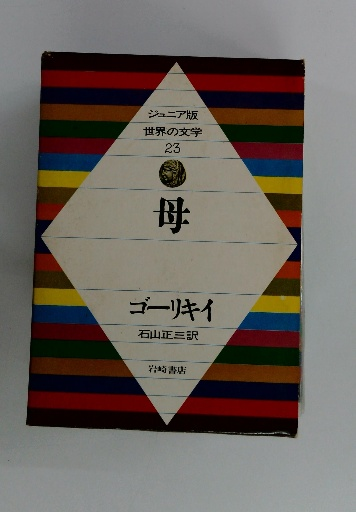 ジュニア版
世界の文学
23
母
ゴーリキイ
石山正三訳
岩崎書店